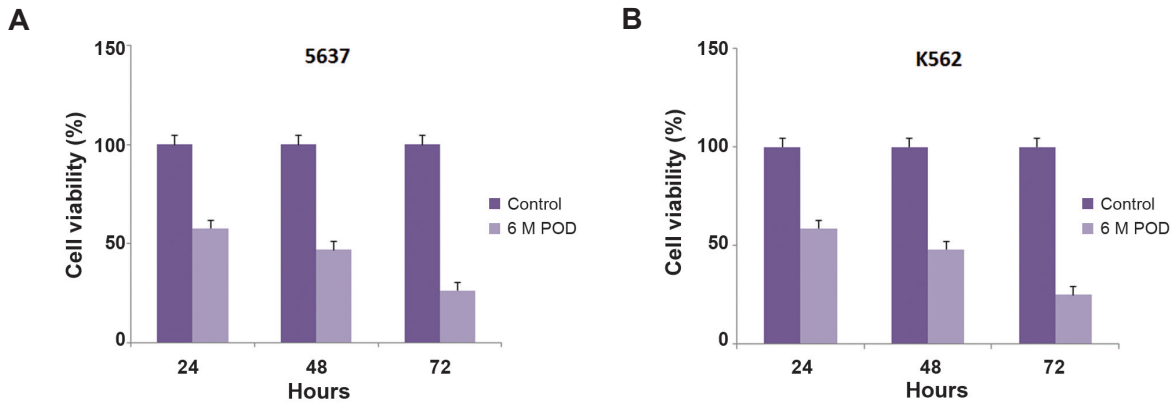 A
5637
Cell viability (%)
150
100
50
0
24 48 72
Hours
Control
6 M POD
B
K562
Cell viability (%)
150
100
50
0
24 48 72
Hours
Control
6 M POD